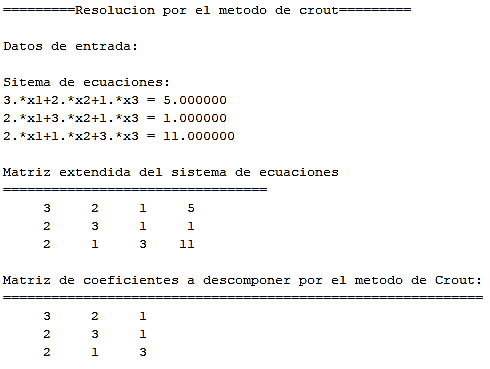 =========Resolucion por el metodo de crout=========
Datos de entrada:
Sitema de ecuaciones:
3.*x1+2.*x2+1.*x3 = 5.000000
2.*x1+3.*x2+1.*x3 = 1.000000
2.*x1+1.*x2+3.*x3 = 11.000000
Matriz extendida del sistema de ecuaciones
=================================
3 2 1 5
2 3 1 1
2 1 3 11
Matriz de coeficientes a descomponer por el metodo de Crout:
============================================================
3 2 1
2 3 1
2 1 3